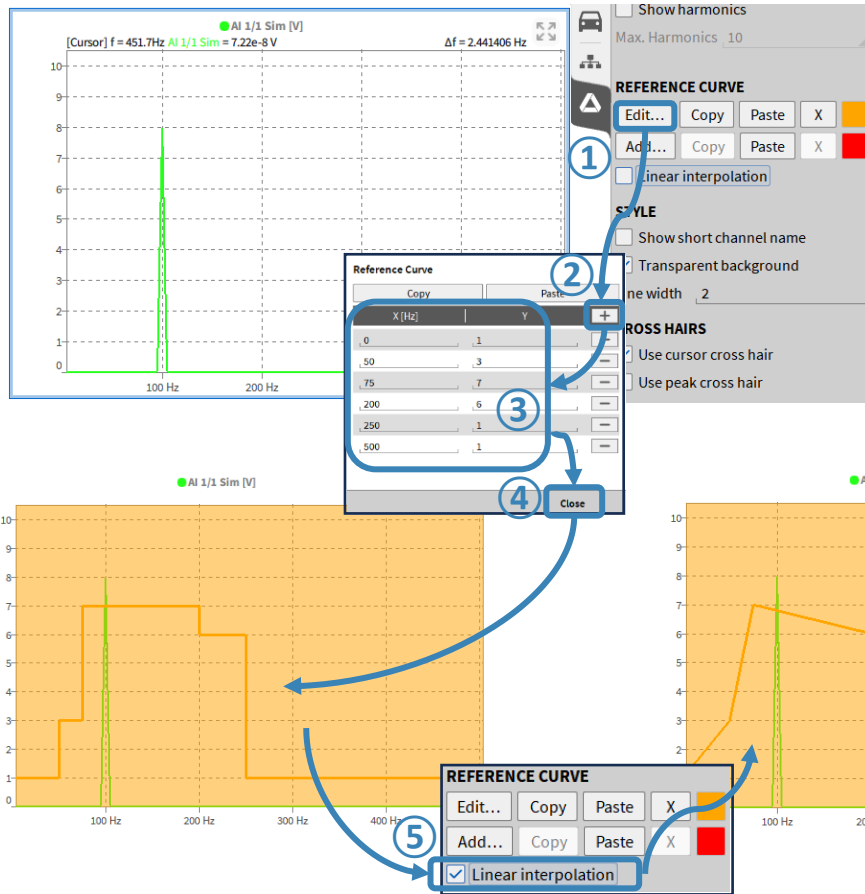 AI 1/1 Sim [V]
[Cursor] f = 451.7Hz AI 1/1 Sim = 7.22e-8 V
Δf = 2.441406 Hz
10
9
8
7
6
5
4
3
2
1
0
100 Hz
200 Hz
Show harmonics
Max. Harmonics 10
REFERENCE CURVE
Edit... Copy Paste X
Add... Copy Paste X
1
Linear interpolation
STYLE
Show short channel name
Transparent background
ne width 2
ROSS HAIRS
Use cursor cross hair
Use peak cross hair
2
Reference Curve
Copy Paste
X [Hz] Y +
0 1
50 3
75 7
200 6
250 1
500 1
3
4
Close
AI 1/1 Sim [V]
10
9
8
7
6
5
4
3
2
1
0
100 Hz
200 Hz
300 Hz
400 Hz
A
10
9
8
7
6
5
4
3
2
100 Hz
20
5
REFERENCE CURVE
Edit... Copy Paste X
Add... Copy Paste X
Linear interpolation